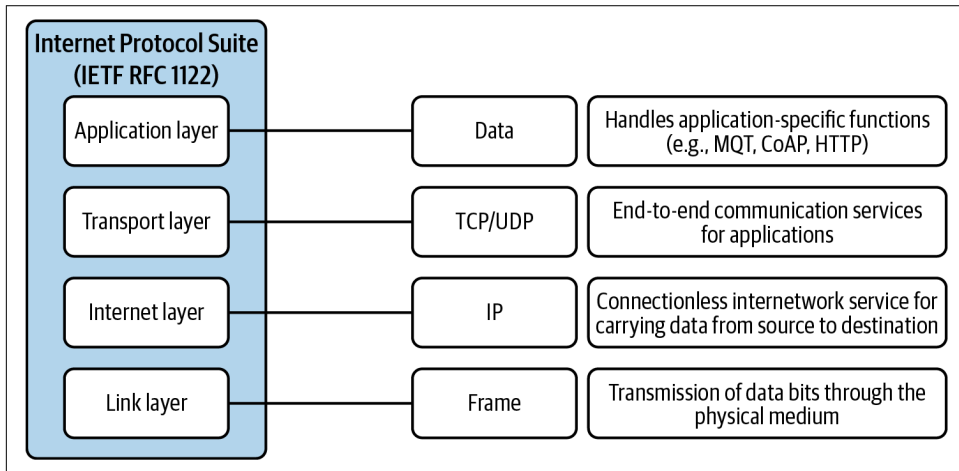 Internet Protocol Suite
(IETF RFC 1122)
Application layer
Data
Handles application-specific functions
(e.g., MQT, CoAP, HTTP)
Transport layer
TCP/UDP
End-to-end communication services
for applications
Internet layer
IP
Connectionless internetwork service for
carrying data from source to destination
Link layer
Frame
Transmission of data bits through the
physical medium